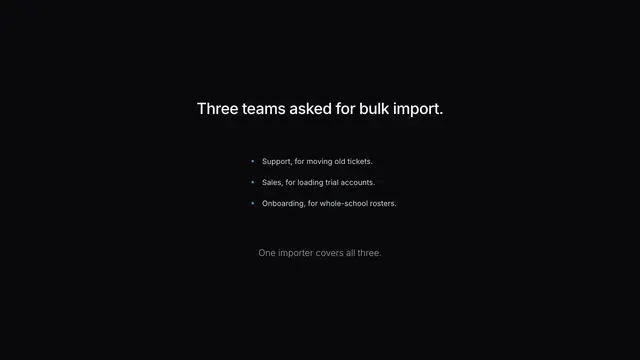 Three teams asked for bulk import.
• Support, for moving old tickets.
• Sales, for loading trial accounts.
• Onboarding, for whole-school rosters.
One importer covers all three.